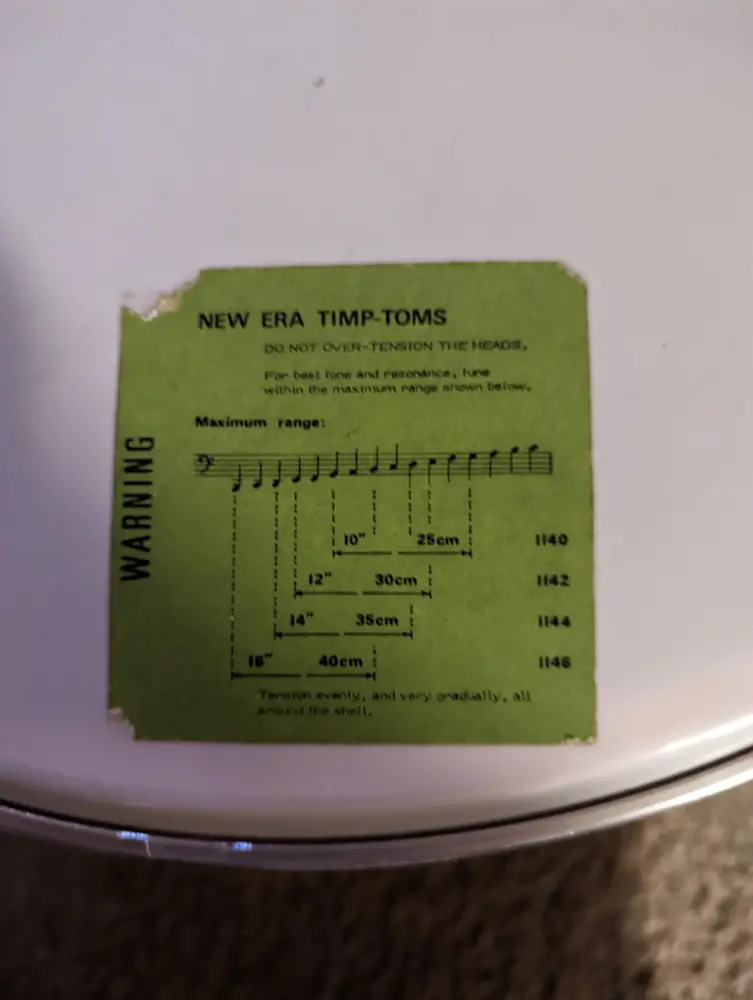 NEW ERA TIMP-TOMS
DO NOT OVER-TENSION THE HEADS.
For best tone and resonance, tune
within the maximum range shown below.
Maximum range:
WARNING
10" 25cm 1140
12" 30cm 1142
14" 35cm 1144
16" 40cm 1146
Tension evenly, and very gradually, all
around the shell.